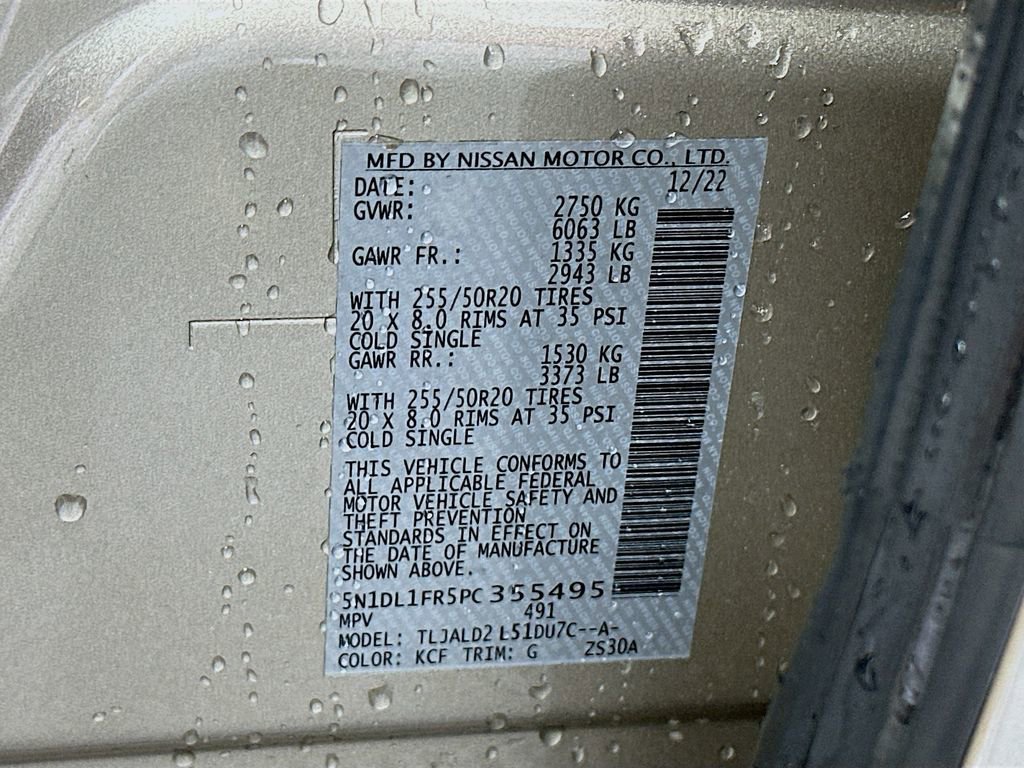 MFD BY NISSAN MOTOR CO., LTD.
DATE: 12/22
GVWR: 2750 KG
6063 LB
GAWR FR.: 1335 KG
2943 LB
WITH 255/50R20 TIRES
20 X 8.0 RIMS AT 35 PSI
COLD SINGLE
GAWR RR.: 1530 KG
3373 LB
WITH 255/50R20 TIRES
20 X 8.0 RIMS AT 35 PSI
COLD SINGLE
THIS VEHICLE CONFORMS TO
ALL APPLICABLE FEDERAL
MOTOR VEHICLE SAFETY AND
THEFT PREVENTION
STANDARDS IN EFFECT ON
THE DATE OF MANUFACTURE
SHOWN ABOVE.
5N1DL1FR5PC355495
MPV 491
MODEL: TLJALD2 L51DU7C--A-
COLOR: KCF TRIM: G ZS30A